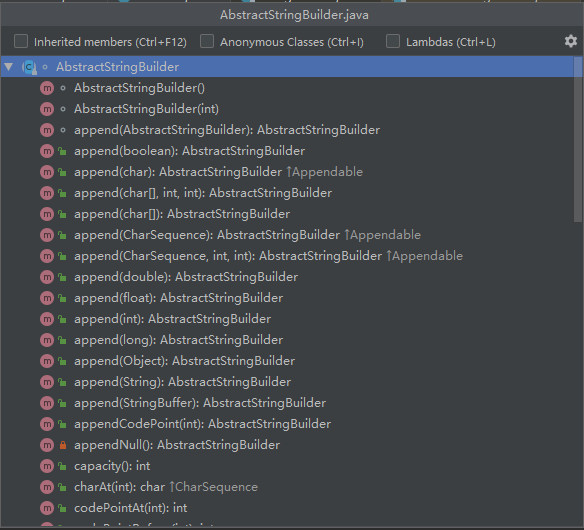 AbstractStringBuilder.java
Inherited members (Ctrl+F12) Anonymous Classes (Ctrl+I) Lambdas (Ctrl+L)
AbstractStringBuilder
AbstractStringBuilder()
AbstractStringBuilder(int)
append(AbstractStringBuilder): AbstractStringBuilder
append(boolean): AbstractStringBuilder
append(char): AbstractStringBuilder ↑Appendable
append(char[], int, int): AbstractStringBuilder
append(char[]): AbstractStringBuilder
append(CharSequence): AbstractStringBuilder ↑Appendable
append(CharSequence, int, int): AbstractStringBuilder ↑Appendable
append(double): AbstractStringBuilder
append(float): AbstractStringBuilder
append(int): AbstractStringBuilder
append(long): AbstractStringBuilder
append(Object): AbstractStringBuilder
append(String): AbstractStringBuilder
append(StringBuffer): AbstractStringBuilder
appendCodePoint(int): AbstractStringBuilder
appendNull(): AbstractStringBuilder
capacity(): int
charAt(int): char ↑CharSequence
codePointAt(int): int